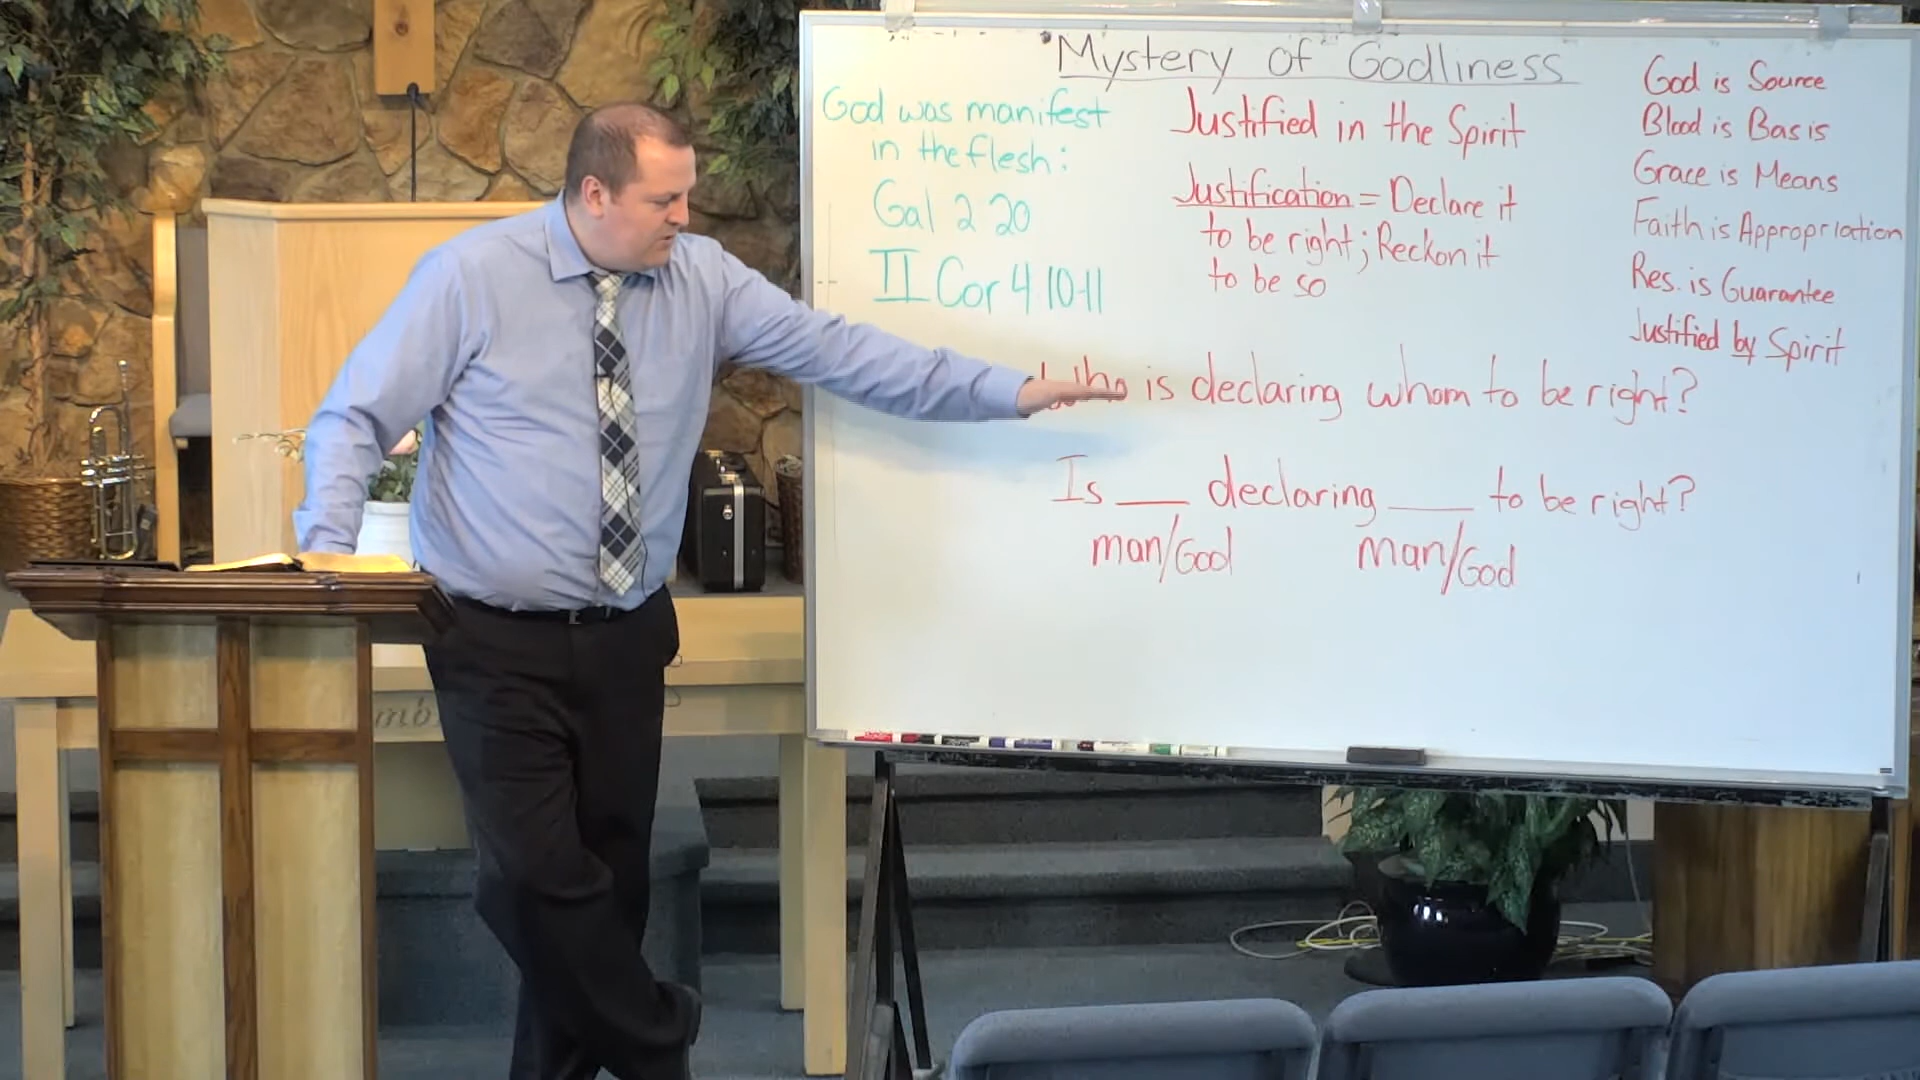 Mystery of Godliness
God was manifest
in the flesh:
Gal 2 20
II Cor 4 10-11
Justified in the Spirit
Justification = Declare it
to be right; Reckon it
to be so
God is Source
Blood is Basis
Grace is Means
Faith is Appropriation
Res. is Guarantee
Justified by Spirit
Who is declaring whom to be right?
Is ___ declaring ___ to be right?
man/God man/God